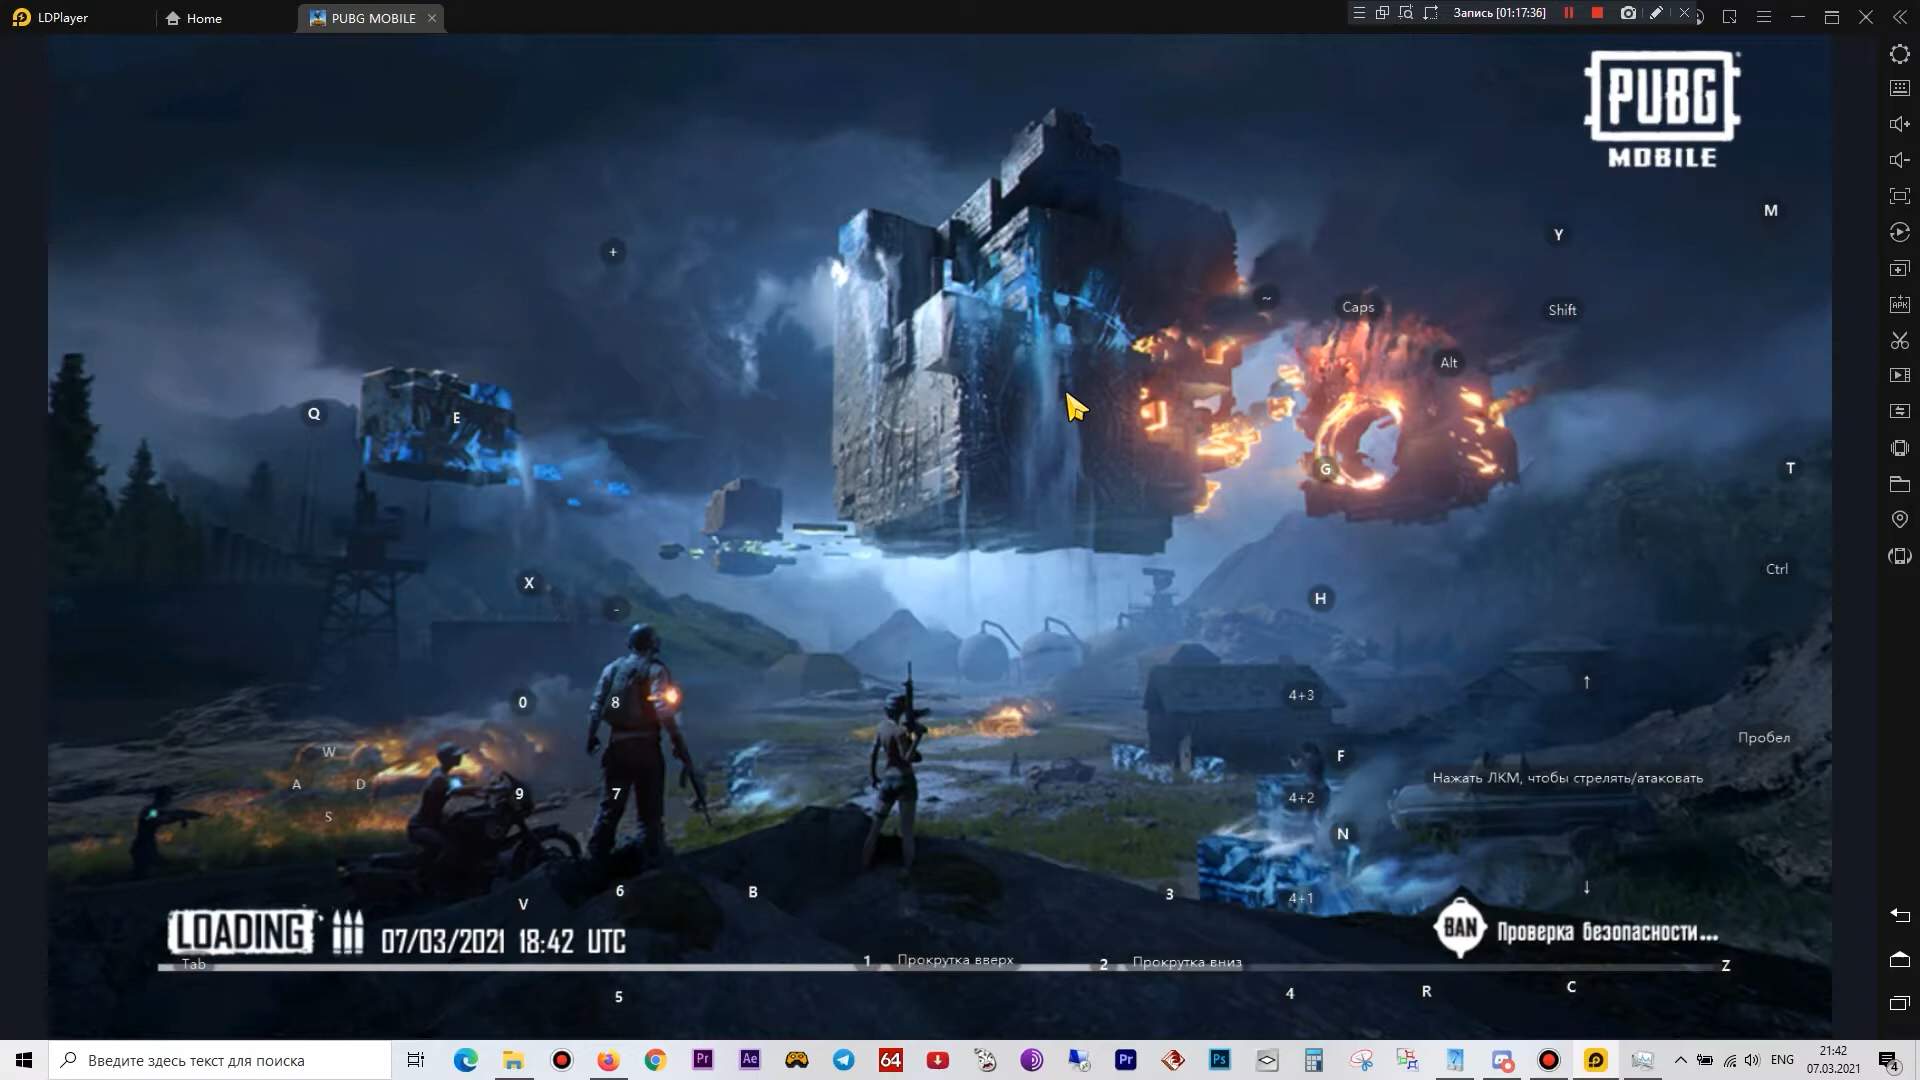 LDPlayer
Home
PUBG MOBILE
Запись [01:17:36]
PUBG
MOBILE
M
Y
+
~
Caps
Shift
Alt
Q
E
G
T
Ctrl
X
-
H
↑
0
8
4+3
Пробел
W
A
D
S
F
Нажать ЛКМ, чтобы стрелять/атаковать
9
7
4+2
N
6
B
3
4+1
↓
V
LOADING
07/03/2021 18:42 UTC
BAN
Проверка безопасности...
Tab
1
Прокрутка вверх
2
Прокрутка вниз
Z
5
4
R
C
APK
Введите здесь текст для поиска
Pr
Ae
64
Pr
Ps
ENG
21:42
07.03.2021
4